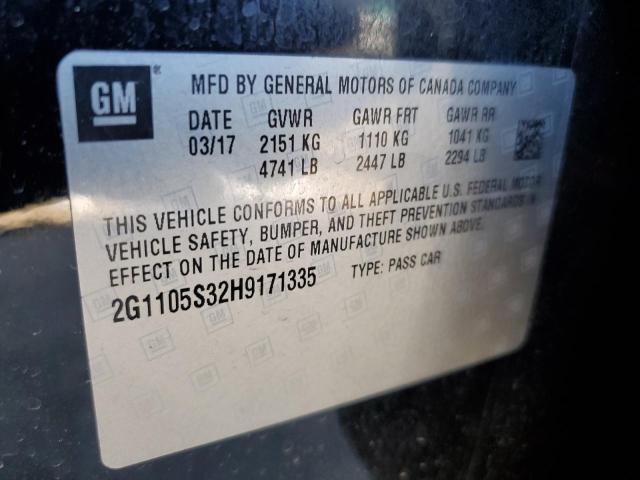 GM ®
MFD BY GENERAL MOTORS OF CANADA COMPANY
DATE GVWR GAWR FRT GAWR RR
03/17 2151 KG 1110 KG 1041 KG
4741 LB 2447 LB 2294 LB
THIS VEHICLE CONFORMS TO ALL APPLICABLE U.S. FEDERAL MOTOR
VEHICLE SAFETY, BUMPER, AND THEFT PREVENTION STANDARDS IN
EFFECT ON THE DATE OF MANUFACTURE SHOWN ABOVE.
2G1105S32H9171335 TYPE: PASS CAR